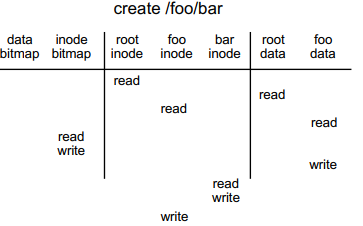 create /foo/bar
data inode root foo bar root foo
bitmap bitmap inode inode inode data data
read
read
read
read
read
write
write
read
write
write